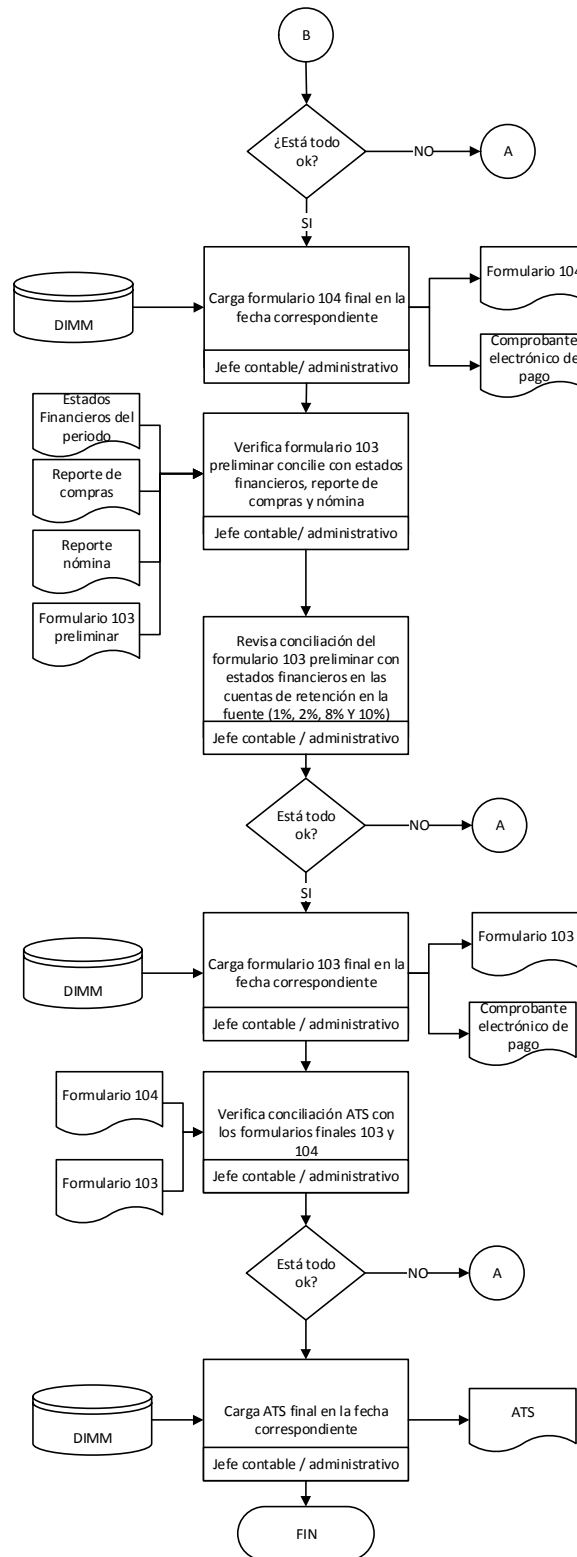 B
¿Está todo
ok?
NO
A
SI
DIMM
Carga formulario 104 final en la
fecha correspondiente
Jefe contable/ administrativo
Formulario 104
Comprobante
electrónico de
pago
Estados
Financieros del
periodo
Reporte de
compras
Reporte
nómina
Formulario 103
preliminar
Verifica formulario 103
preliminar concilie con estados
financieros, reporte de
compras y nómina
Jefe contable/ administrativo
Revisa conciliación del
formulario 103 preliminar con
estados financieros en las
cuentas de retención en la
fuente (1%, 2%, 8% Y 10%)
Jefe contable / administrativo
Está todo
ok?
NO
A
SI
DIMM
Carga formulario 103 final en la
fecha correspondiente
Jefe contable / administrativo
Formulario 103
Comprobante
electrónico de
pago
Formulario 104
Formulario 103
Verifica conciliación ATS con
los formularios finales 103 y
104
Jefe contable / administrativo
Está todo
ok?
NO
A
DIMM
Carga ATS final en la fecha
correspondiente
Jefe contable / administrativo
ATS
FIN